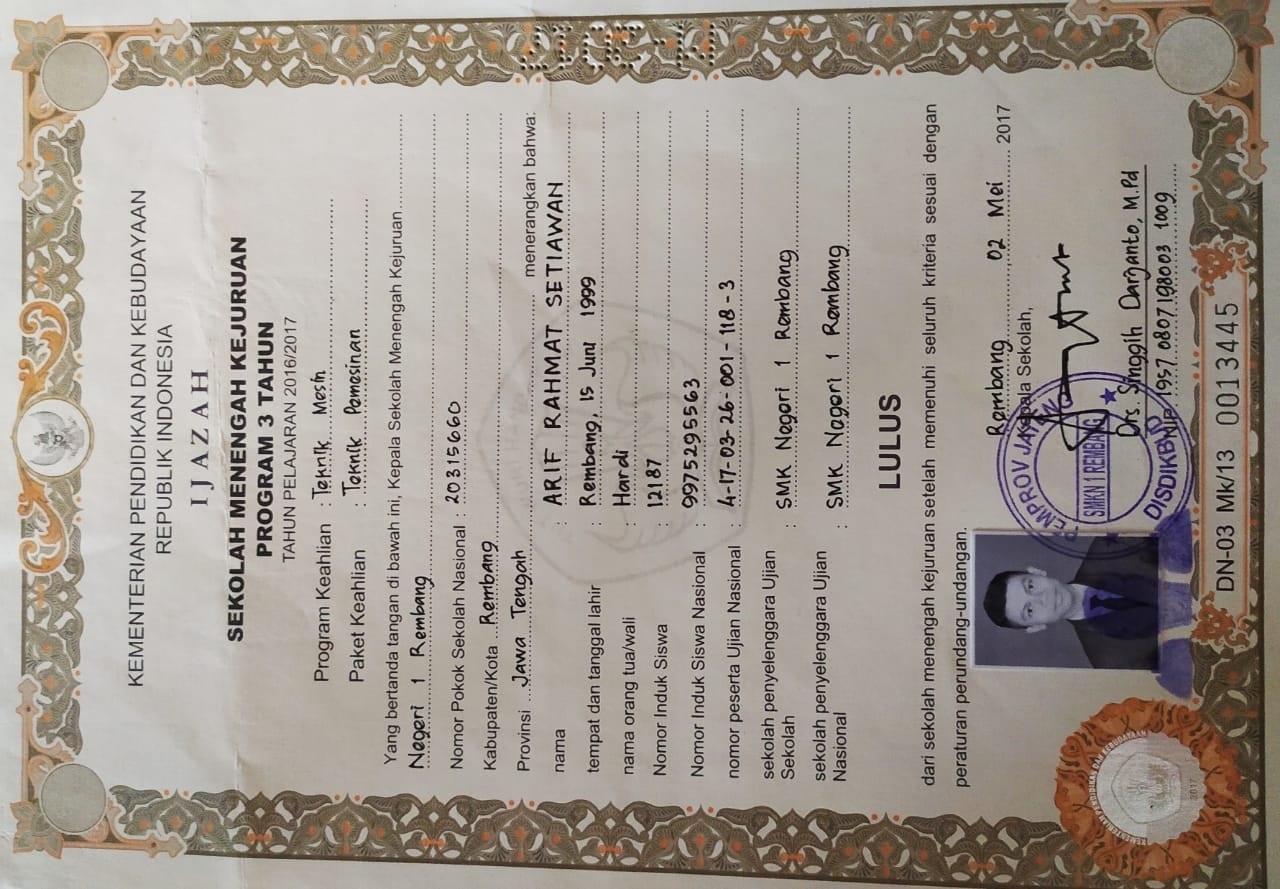 KEMENTERIAN PENDIDIKAN DAN KEBUDAYAAN
REPUBLIK INDONESIA
IJAZAH
SEKOLAH MENENGAH KEJURUAN
PROGRAM 3 TAHUN
TAHUN PELAJARAN 2016/2017
Program Keahlian : Teknik Mesin
Paket Keahlian : Teknik Pemesinan
Yang bertanda tangan di bawah ini, Kepala Sekolah Menengah Kejuruan
Negeri 1 Rembang
Nomor Pokok Sekolah Nasional : 20315660
Kabupaten/Kota Rembang
Provinsi Jawa Tengah menerangkan bahwa:
nama : ARIF RAHMAT SETIAWAN
tempat dan tanggal lahir : Rembang, 15 Juni 1999
nama orang tua/wali : Hardi
Nomor Induk Siswa : 12187
Nomor Induk Siswa Nasional : 9975295563
nomor peserta Ujian Nasional : 4-17-03-26-001-118-3
sekolah penyelenggara Ujian : SMK Negeri 1 Rembang
Sekolah
sekolah penyelenggara Ujian : SMK Negeri 1 Rembang
Nasional
LULUS
dari sekolah menengah kejuruan setelah memenuhi seluruh kriteria sesuai dengan
peraturan perundang-undangan.
Rembang, 02 Mei 2017
Kepala Sekolah,
PEMPROV JATENG
SMKN 1 REMBANG
DISDIKBUD
Drs. Singgih Darjanto, M.Pd
NIP 19570807 198003 1009
KEMENTERIAN PENDIDIKAN DAN KEBUDAYAAN
2017
DN-03 Mk/13 0013445